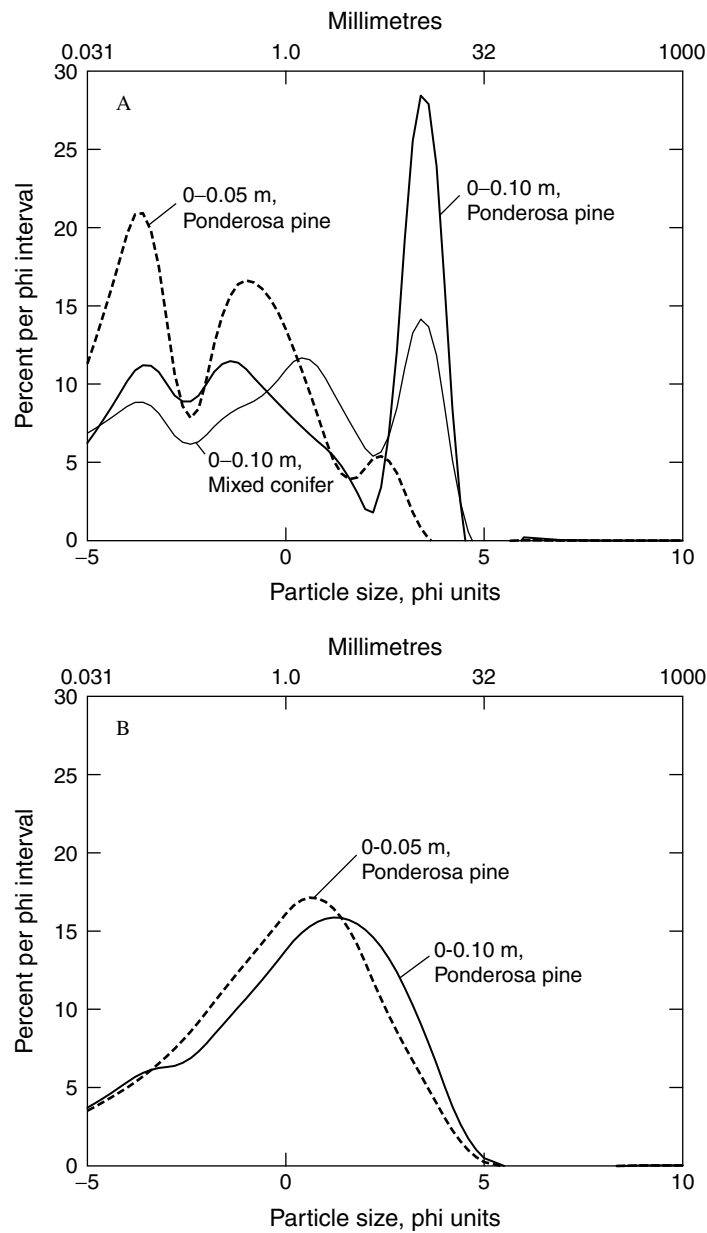 Millimetres
0.031 1.0 32 1000
30
A
25
0–0.05 m,
Ponderosa pine
0–0.10 m,
Ponderosa pine
20
15
10
0–0.10 m,
Mixed conifer
5
0
–5 0 5 10
Percent per phi interval
Particle size, phi units
Millimetres
0.031 1.0 32 1000
30
B
25
20
0-0.05 m,
Ponderosa pine
15
0-0.10 m,
Ponderosa pine
10
5
0
–5 0 5 10
Percent per phi interval
Particle size, phi units